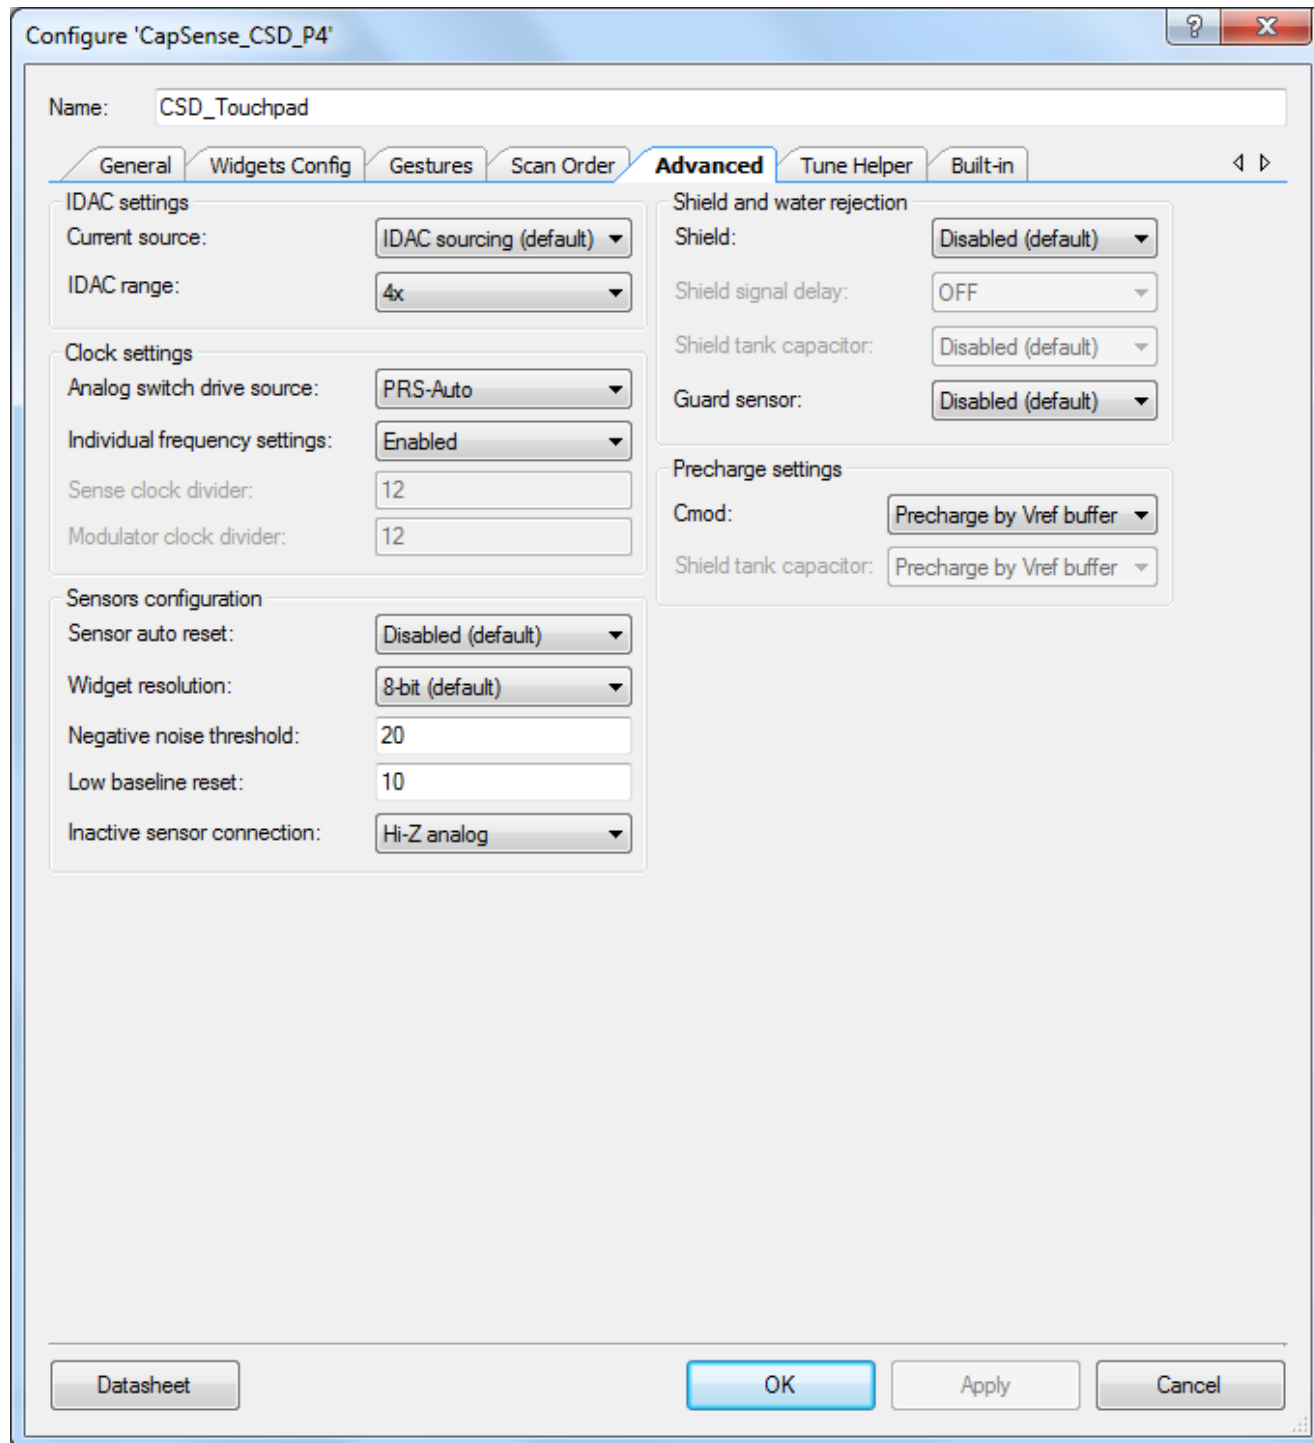 Configure 'CapSense_CSD_P4'
Name: CSD_Touchpad
General Widgets Config Gestures Scan Order Advanced Tune Helper Built-in
IDAC settings
Current source: IDAC sourcing (default)
IDAC range: 4x
Clock settings
Analog switch drive source: PRS-Auto
Individual frequency settings: Enabled
Sense clock divider: 12
Modulator clock divider: 12
Sensors configuration
Sensor auto reset: Disabled (default)
Widget resolution: 8-bit (default)
Negative noise threshold: 20
Low baseline reset: 10
Inactive sensor connection: Hi-Z analog
Shield and water rejection
Shield: Disabled (default)
Shield signal delay: OFF
Shield tank capacitor: Disabled (default)
Guard sensor: Disabled (default)
Precharge settings
Cmod: Precharge by Vref buffer
Shield tank capacitor: Precharge by Vref buffer
Datasheet OK Apply Cancel